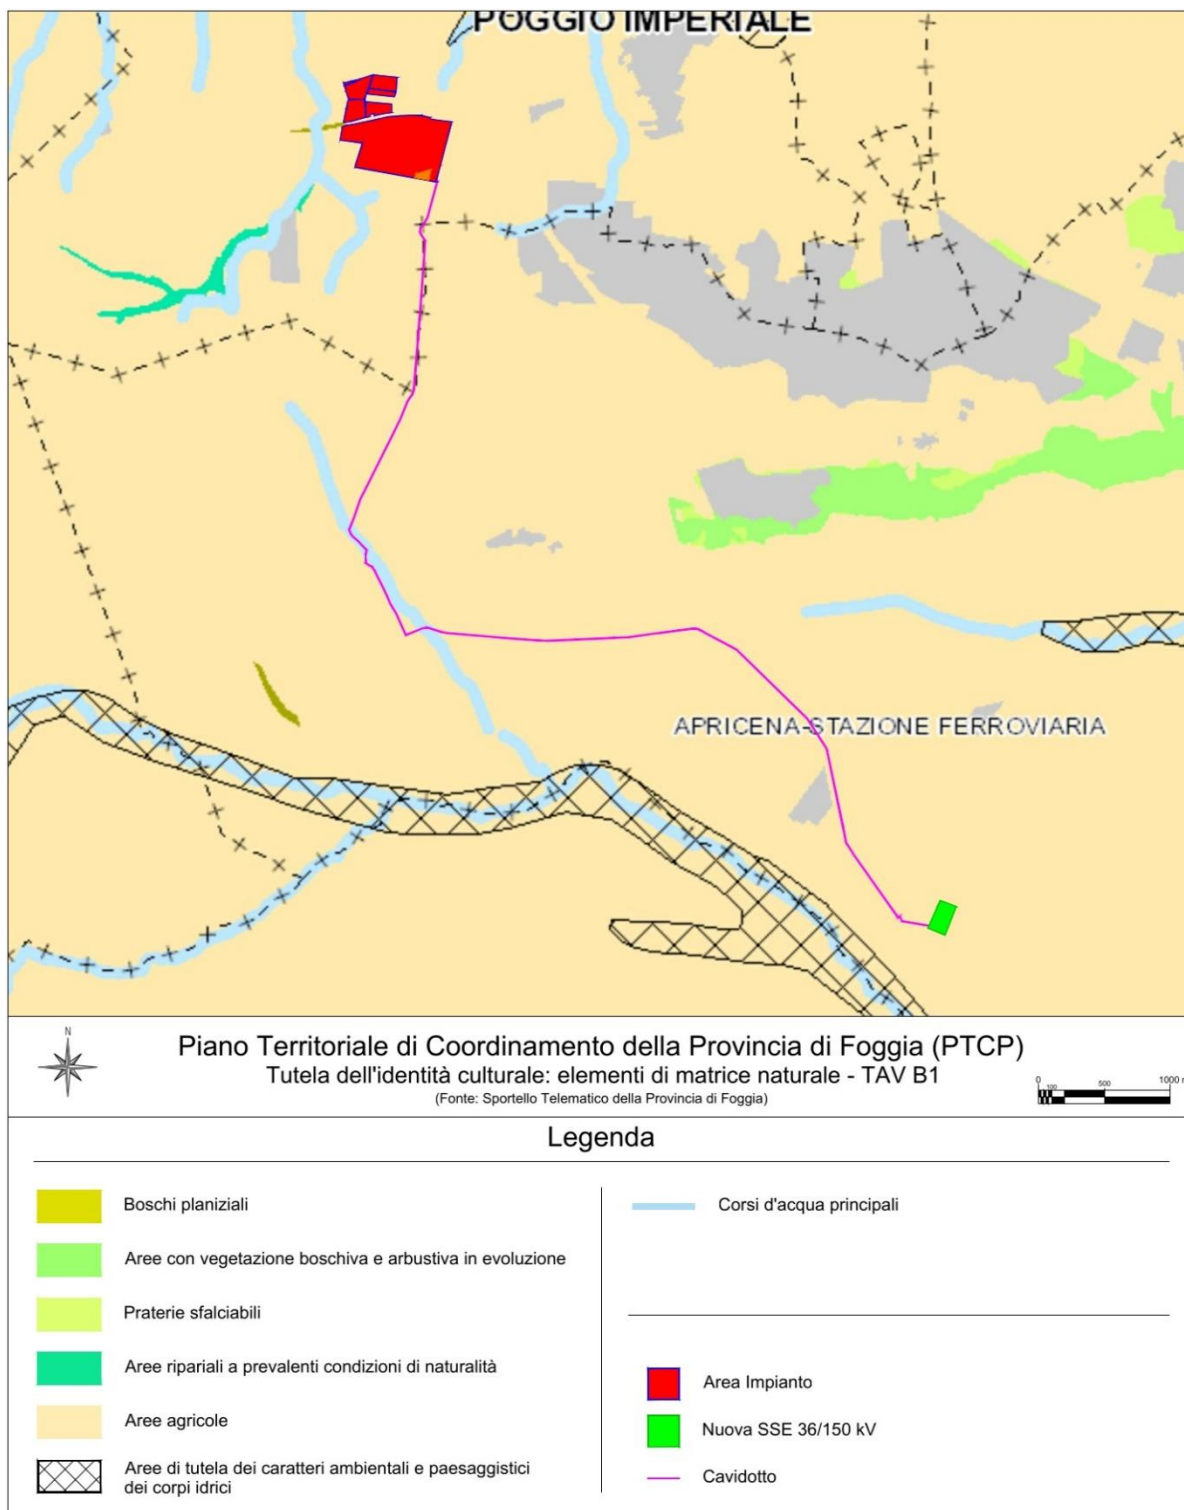 POGGIO IMPERIALE
APRICENA-STAZIONE FERROVIARIA
N
Piano Territoriale di Coordinamento della Provincia di Foggia (PTCP)
Tutela dell'identità culturale: elementi di matrice naturale - TAV B1
(Fonte: Sportello Telematico della Provincia di Foggia)
0 100 500 1000 m
Legenda
Boschi planiziali
Corsi d'acqua principali
Aree con vegetazione boschiva e arbustiva in evoluzione
Praterie sfalciabili
Aree ripariali a prevalenti condizioni di naturalità
Area Impianto
Aree agricole
Nuova SSE 36/150 kV
Aree di tutela dei caratteri ambientali e paesaggistici
dei corpi idrici
Cavidotto